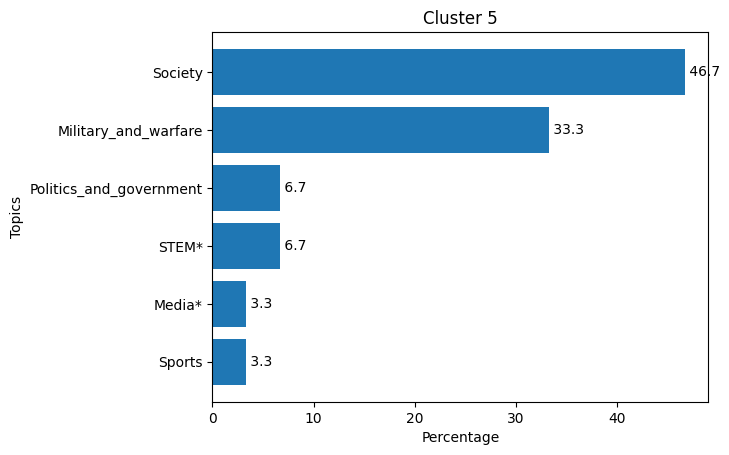 Cluster 5
Topics
Society 46.7
Military_and_warfare 33.3
Politics_and_government 6.7
STEM* 6.7
Media* 3.3
Sports 3.3
0 10 20 30 40
Percentage